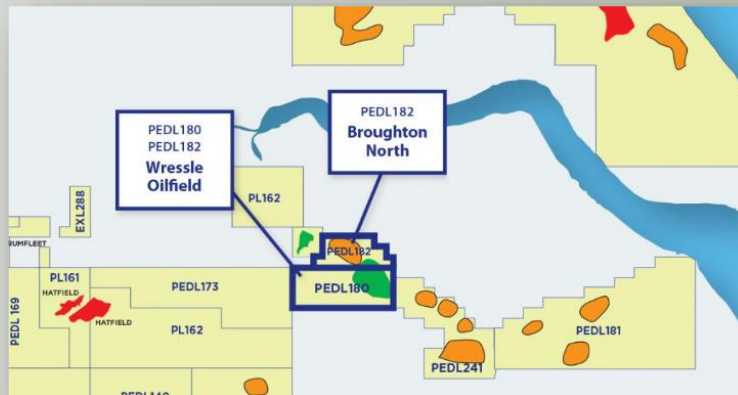 PEDL180
PEDL182
Wressle
Oilfield
PEDL182
Broughton
North
EXL288
PL162
RUMFLEET
PEDL182
PL161
HATFIELD
HATFIELD
PEDL 169
PEDL173
PL162
PEDL180
PEDL181
PEDL241